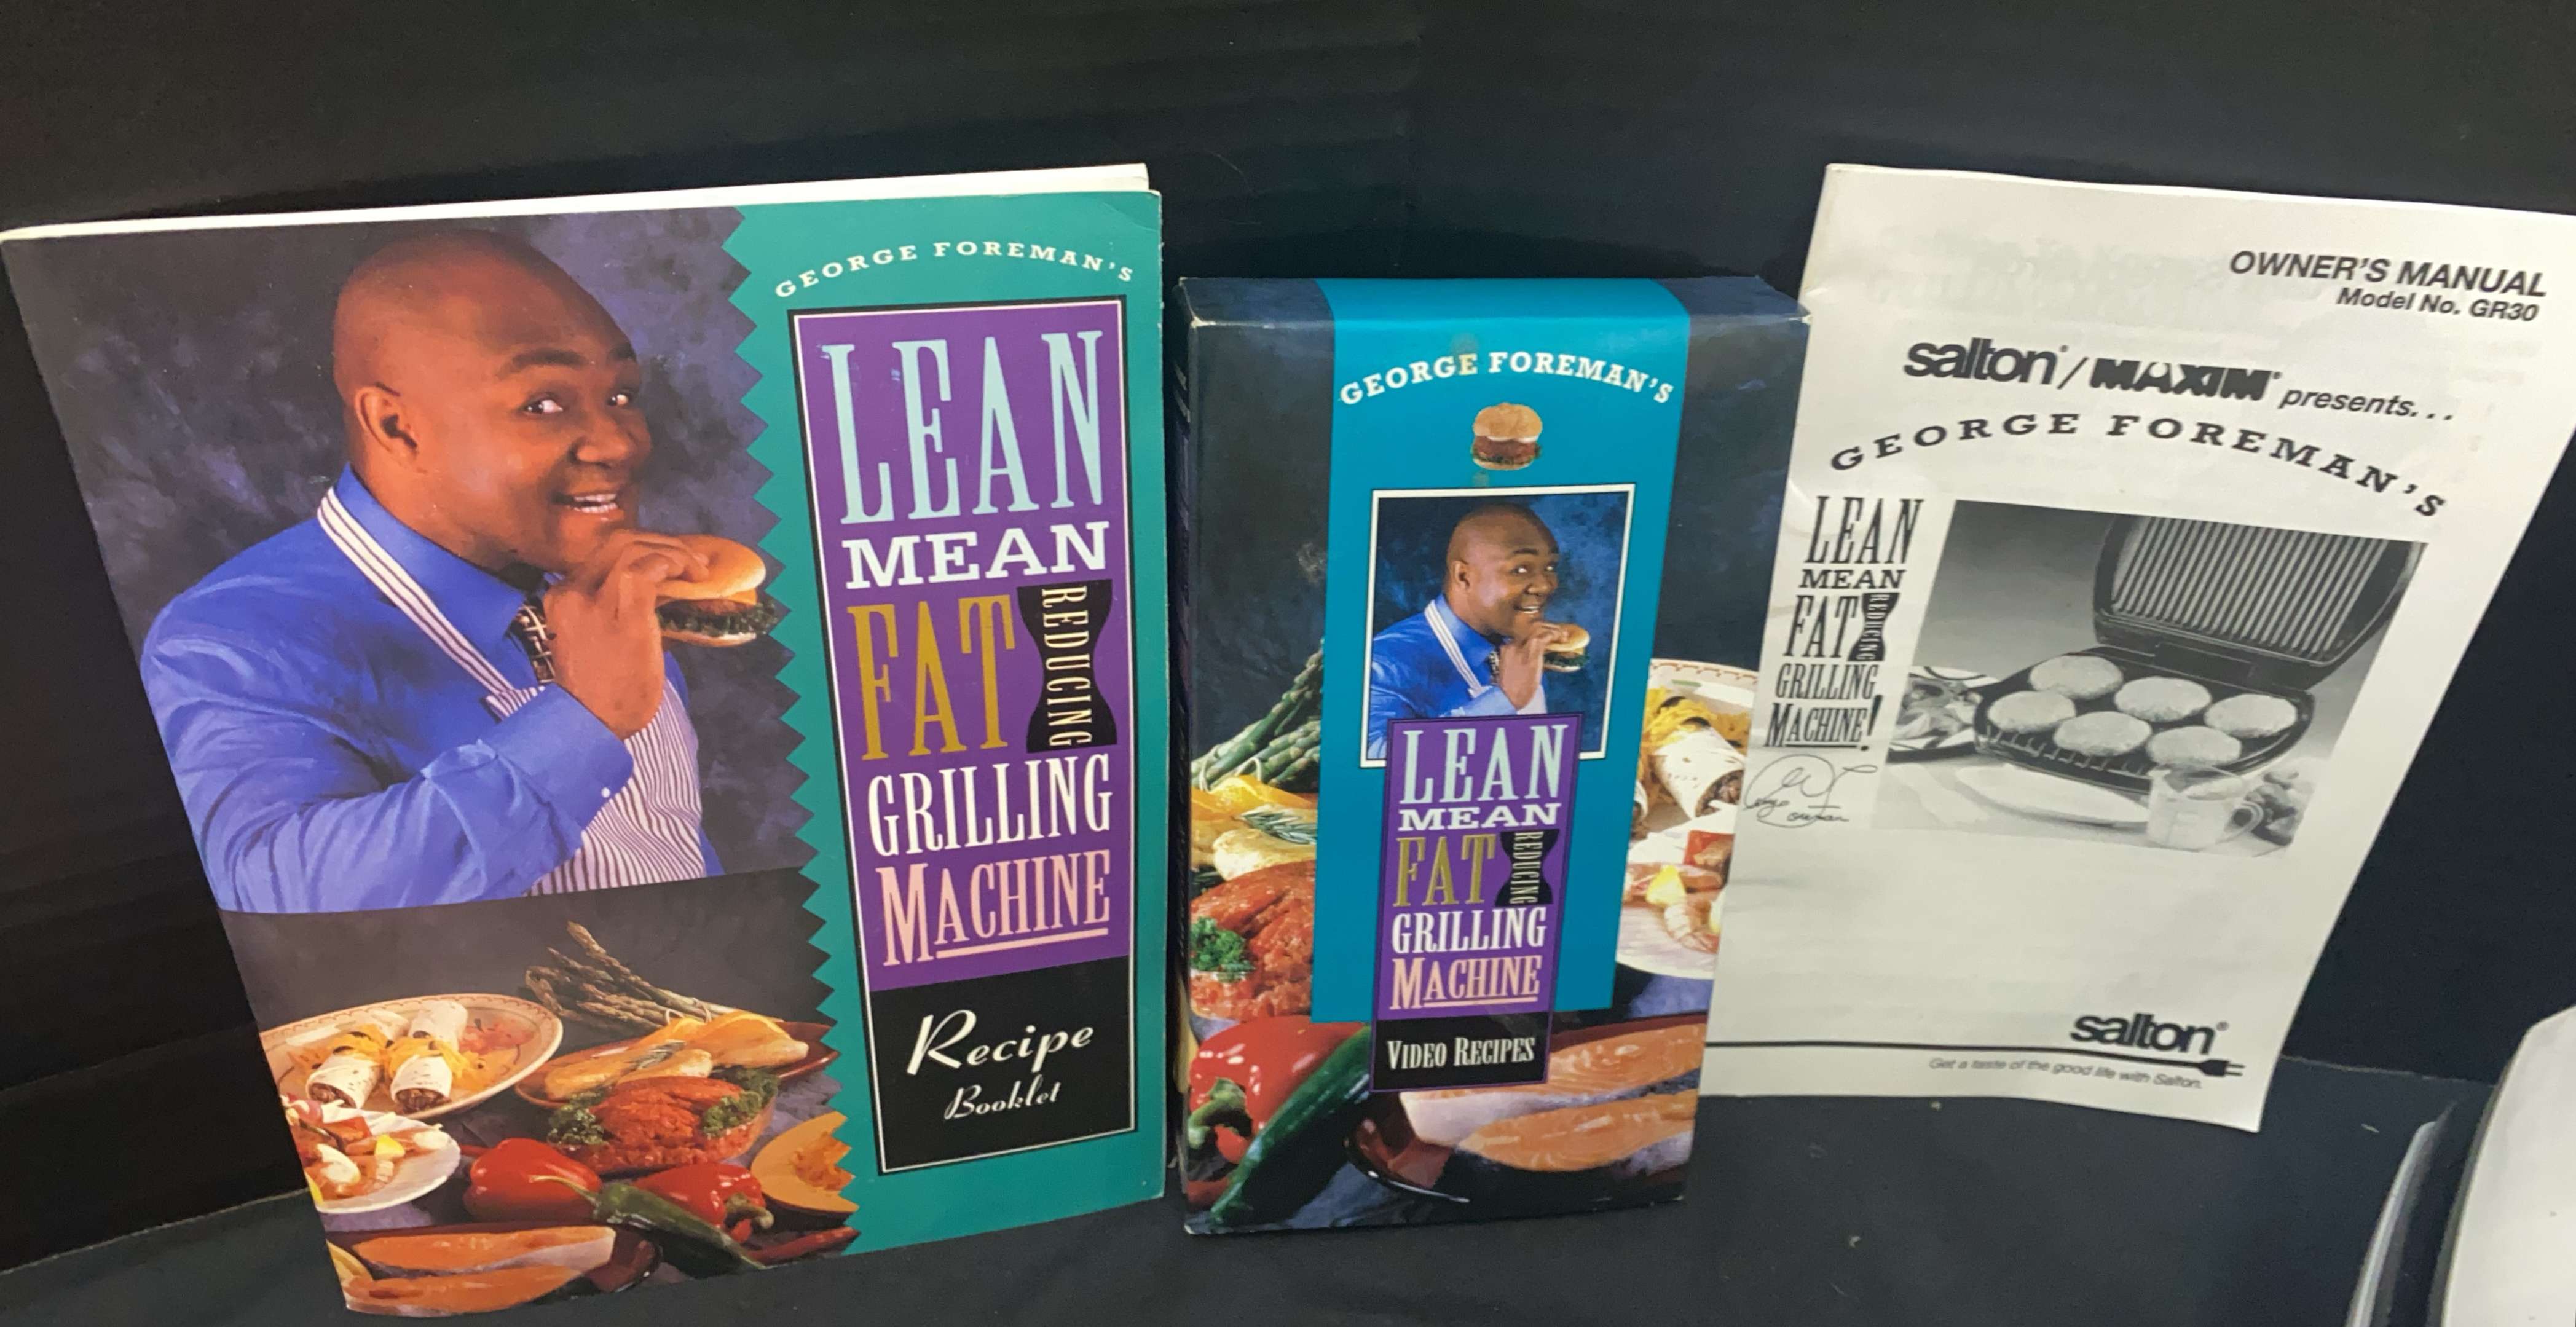 GEORGE FOREMAN'S
LEAN
MEAN
FAT REDUCING
GRILLING
MACHINE
Recipe
Booklet
GEORGE FOREMAN'S
LEAN
MEAN
FAT REDUCING
GRILLING
MACHINE
VIDEO RECIPES
OWNER'S MANUAL
Model No. GR30
salton® / MAXIM® presents...
GEORGE FOREMAN'S
LEAN
MEAN
FAT REDUCING
GRILLING
MACHINE!
George Foreman
salton®
Get a taste of the good life with Salton.